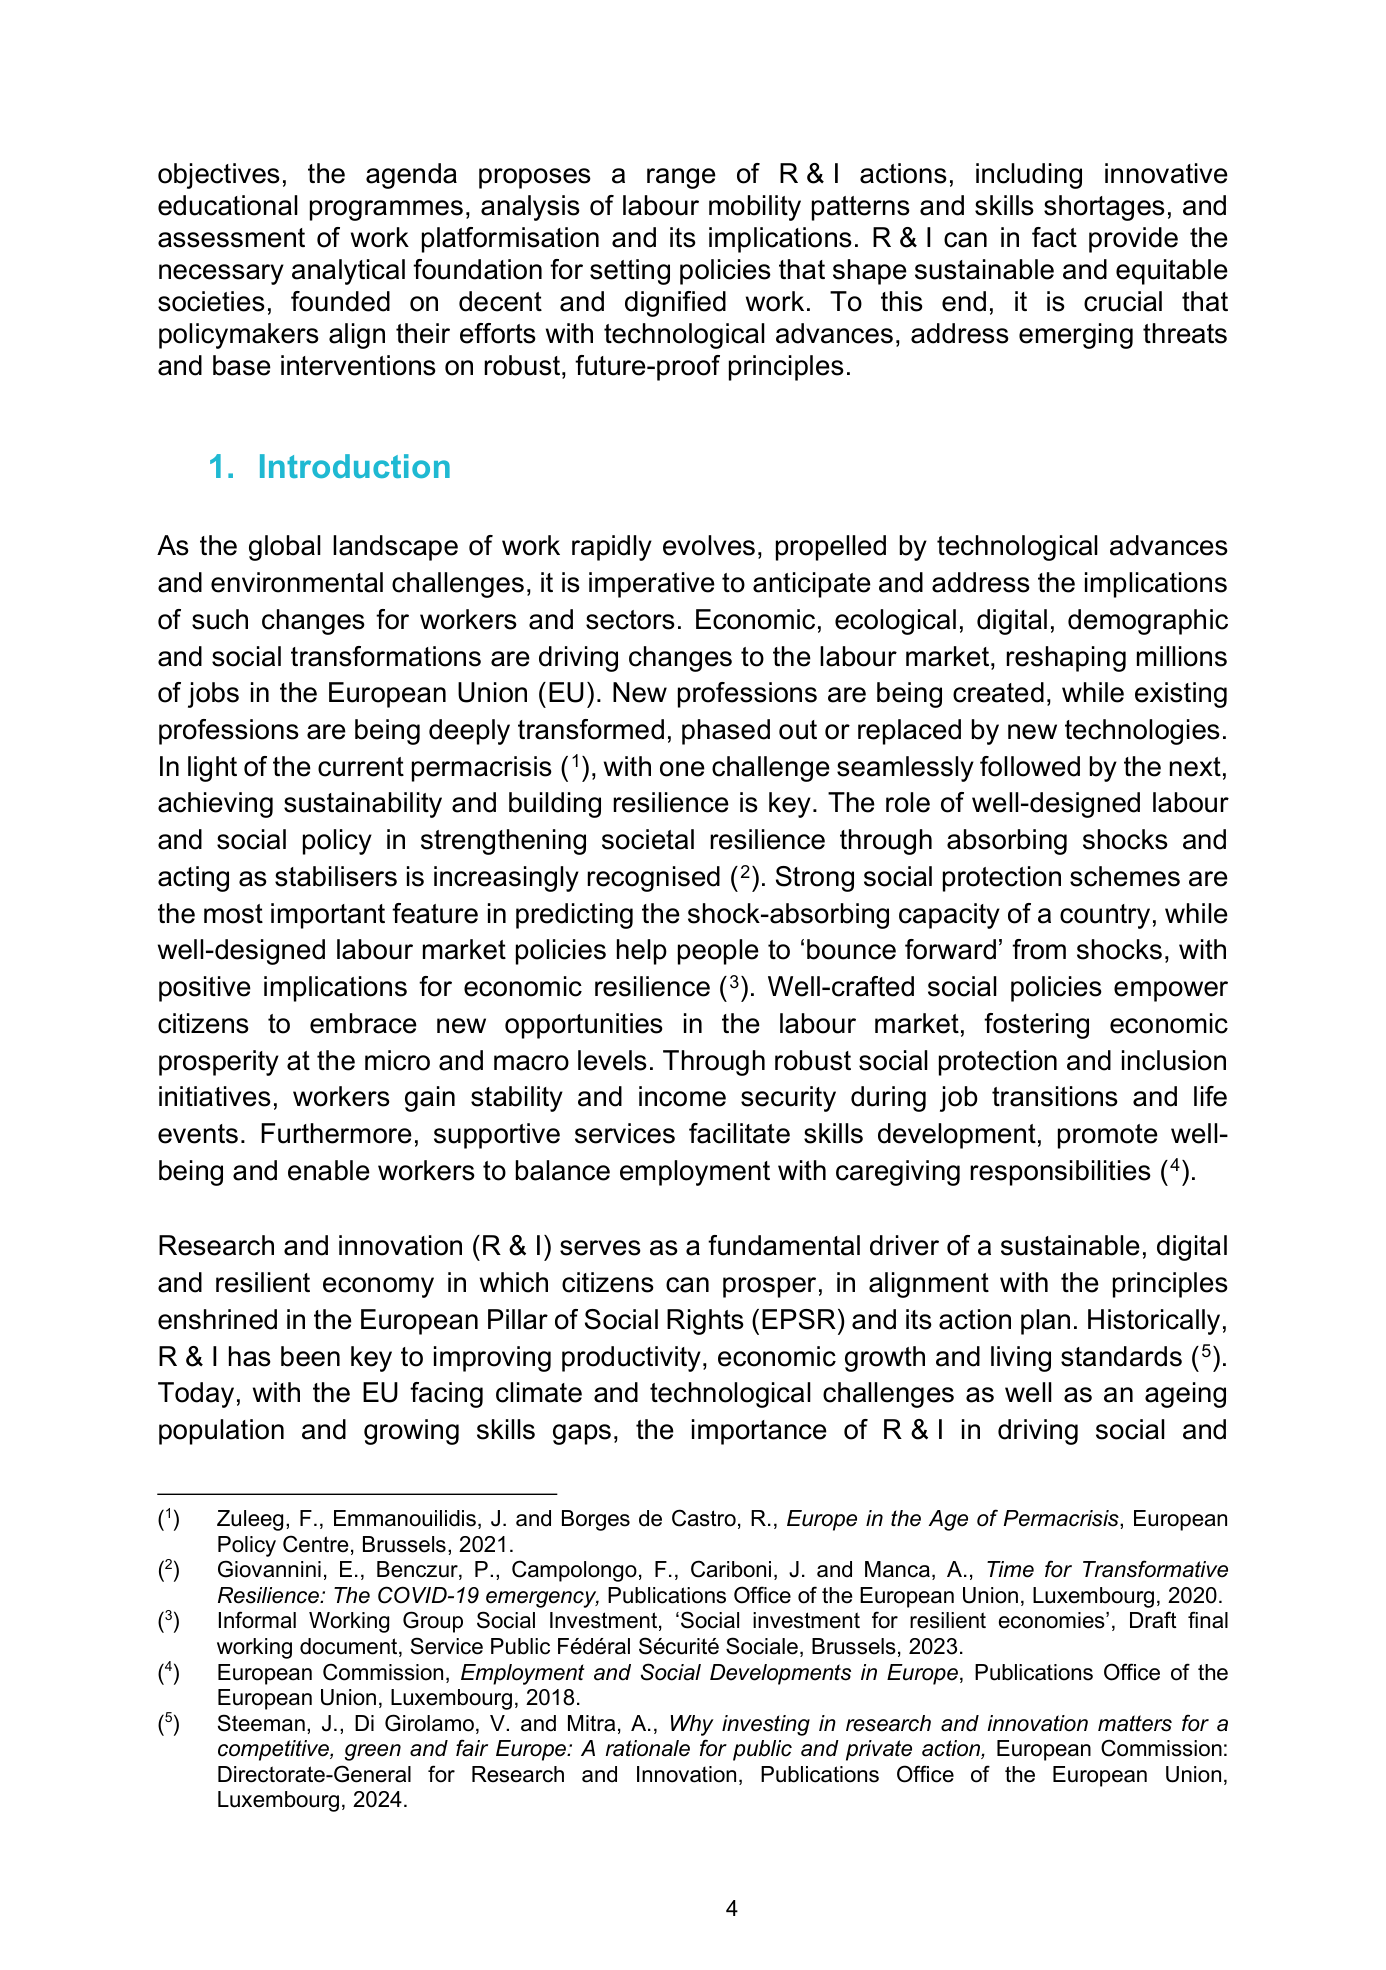 objectives, the agenda proposes a range of R & I actions, including innovative
educational programmes, analysis of labour mobility patterns and skills shortages, and
assessment of work platformisation and its implications. R & I can in fact provide the
necessary analytical foundation for setting policies that shape sustainable and equitable
societies, founded on decent and dignified work. To this end, it is crucial that
policymakers align their efforts with technological advances, address emerging threats
and base interventions on robust, future-proof principles.
1. Introduction
As the global landscape of work rapidly evolves, propelled by technological advances
and environmental challenges, it is imperative to anticipate and address the implications
of such changes for workers and sectors. Economic, ecological, digital, demographic
and social transformations are driving changes to the labour market, reshaping millions
of jobs in the European Union (EU). New professions are being created, while existing
professions are being deeply transformed, phased out or replaced by new technologies.
In light of the current permacrisis (¹), with one challenge seamlessly followed by the next,
achieving sustainability and building resilience is key. The role of well-designed labour
and social policy in strengthening societal resilience through absorbing shocks and
acting as stabilisers is increasingly recognised (²). Strong social protection schemes are
the most important feature in predicting the shock-absorbing capacity of a country, while
well-designed labour market policies help people to ‘bounce forward’ from shocks, with
positive implications for economic resilience (³). Well-crafted social policies empower
citizens to embrace new opportunities in the labour market, fostering economic
prosperity at the micro and macro levels. Through robust social protection and inclusion
initiatives, workers gain stability and income security during job transitions and life
events. Furthermore, supportive services facilitate skills development, promote well-
being and enable workers to balance employment with caregiving responsibilities (⁴).
Research and innovation (R & I) serves as a fundamental driver of a sustainable, digital
and resilient economy in which citizens can prosper, in alignment with the principles
enshrined in the European Pillar of Social Rights (EPSR) and its action plan. Historically,
R & I has been key to improving productivity, economic growth and living standards (⁵).
Today, with the EU facing climate and technological challenges as well as an ageing
population and growing skills gaps, the importance of R & I in driving social and
(¹) Zuleeg, F., Emmanouilidis, J. and Borges de Castro, R., Europe in the Age of Permacrisis, European
Policy Centre, Brussels, 2021.
(²) Giovannini, E., Benczur, P., Campolongo, F., Cariboni, J. and Manca, A., Time for Transformative
Resilience: The COVID-19 emergency, Publications Office of the European Union, Luxembourg, 2020.
(³) Informal Working Group Social Investment, ‘Social investment for resilient economies’, Draft final
working document, Service Public Fédéral Sécurité Sociale, Brussels, 2023.
(⁴) European Commission, Employment and Social Developments in Europe, Publications Office of the
European Union, Luxembourg, 2018.
(⁵) Steeman, J., Di Girolamo, V. and Mitra, A., Why investing in research and innovation matters for a
competitive, green and fair Europe: A rationale for public and private action, European Commission:
Directorate-General for Research and Innovation, Publications Office of the European Union,
Luxembourg, 2024.
4